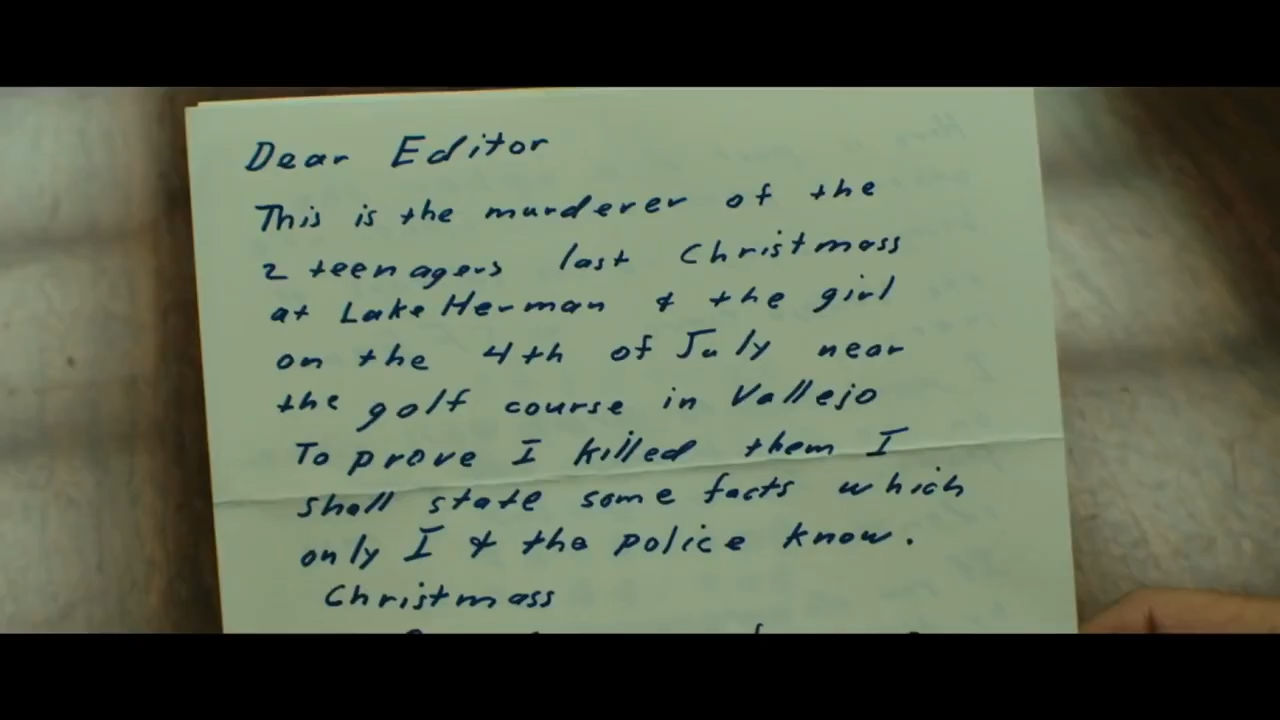 Dear Editor
This is the murderer of the
2 teenagers last Christmass
at Lake Herman & the girl
on the 4th of July near
the golf course in Vallejo
To prove I killed them I
shall state some facts which
only I & the police know.
Christmass